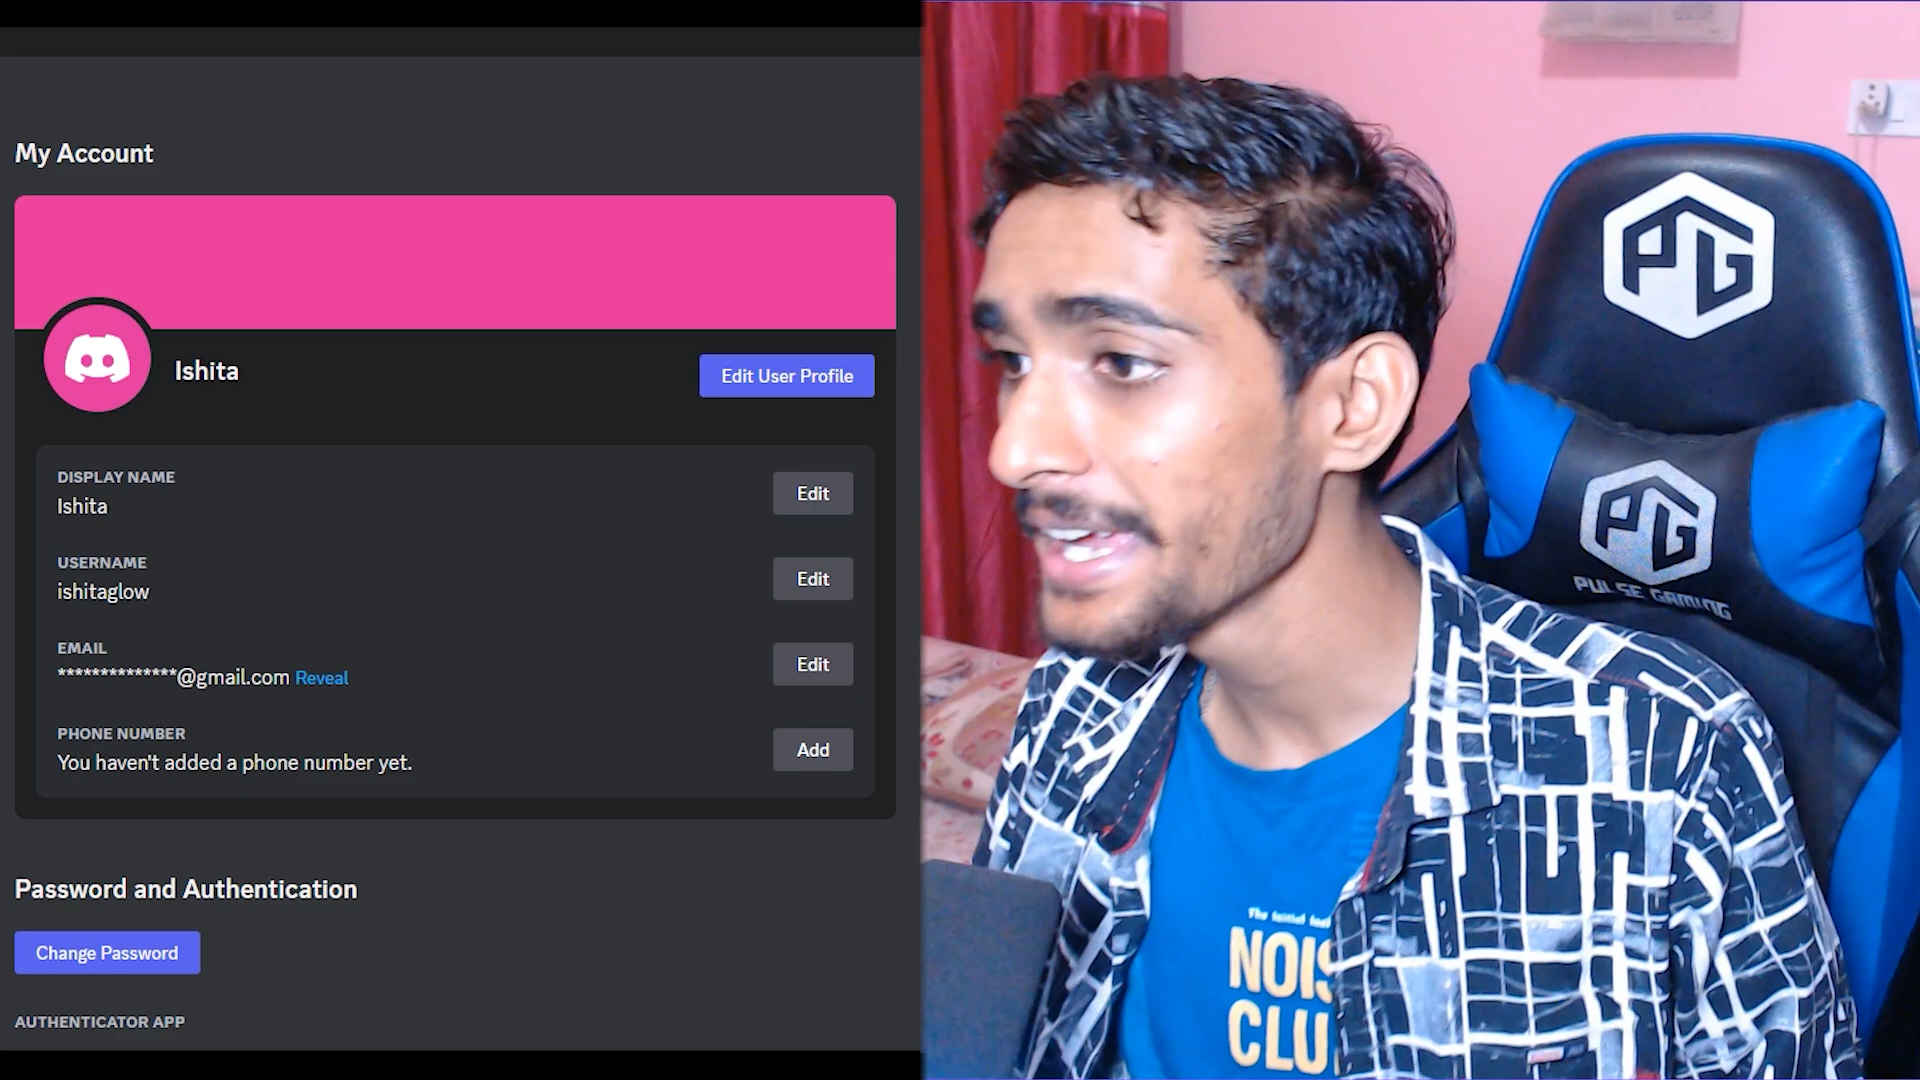 My Account
Ishita
Edit User Profile
DISPLAY NAME
Ishita
Edit
USERNAME
ishitaglow
Edit
EMAIL
**************@gmail.com Reveal
Edit
PHONE NUMBER
You haven't added a phone number yet.
Add
Password and Authentication
Change Password
AUTHENTICATOR APP
PG
PG
PULSE GAMING
The initial
NOIS
CLU